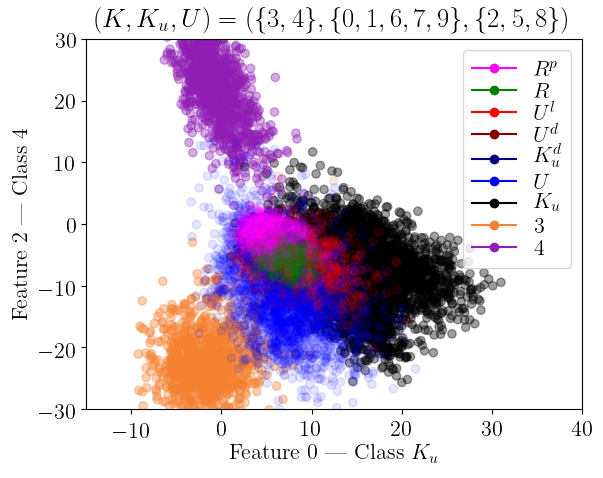 (K, K_u, U) = ({3, 4}, {0, 1, 6, 7, 9}, {2, 5, 8})
30
20
10
0
−10
−20
−30
Feature 2 — Class 4
R^p
R
U^l
U^d
K_u^d
U
K_u
3
4
−10
0
10
20
30
40
Feature 0 — Class K_u